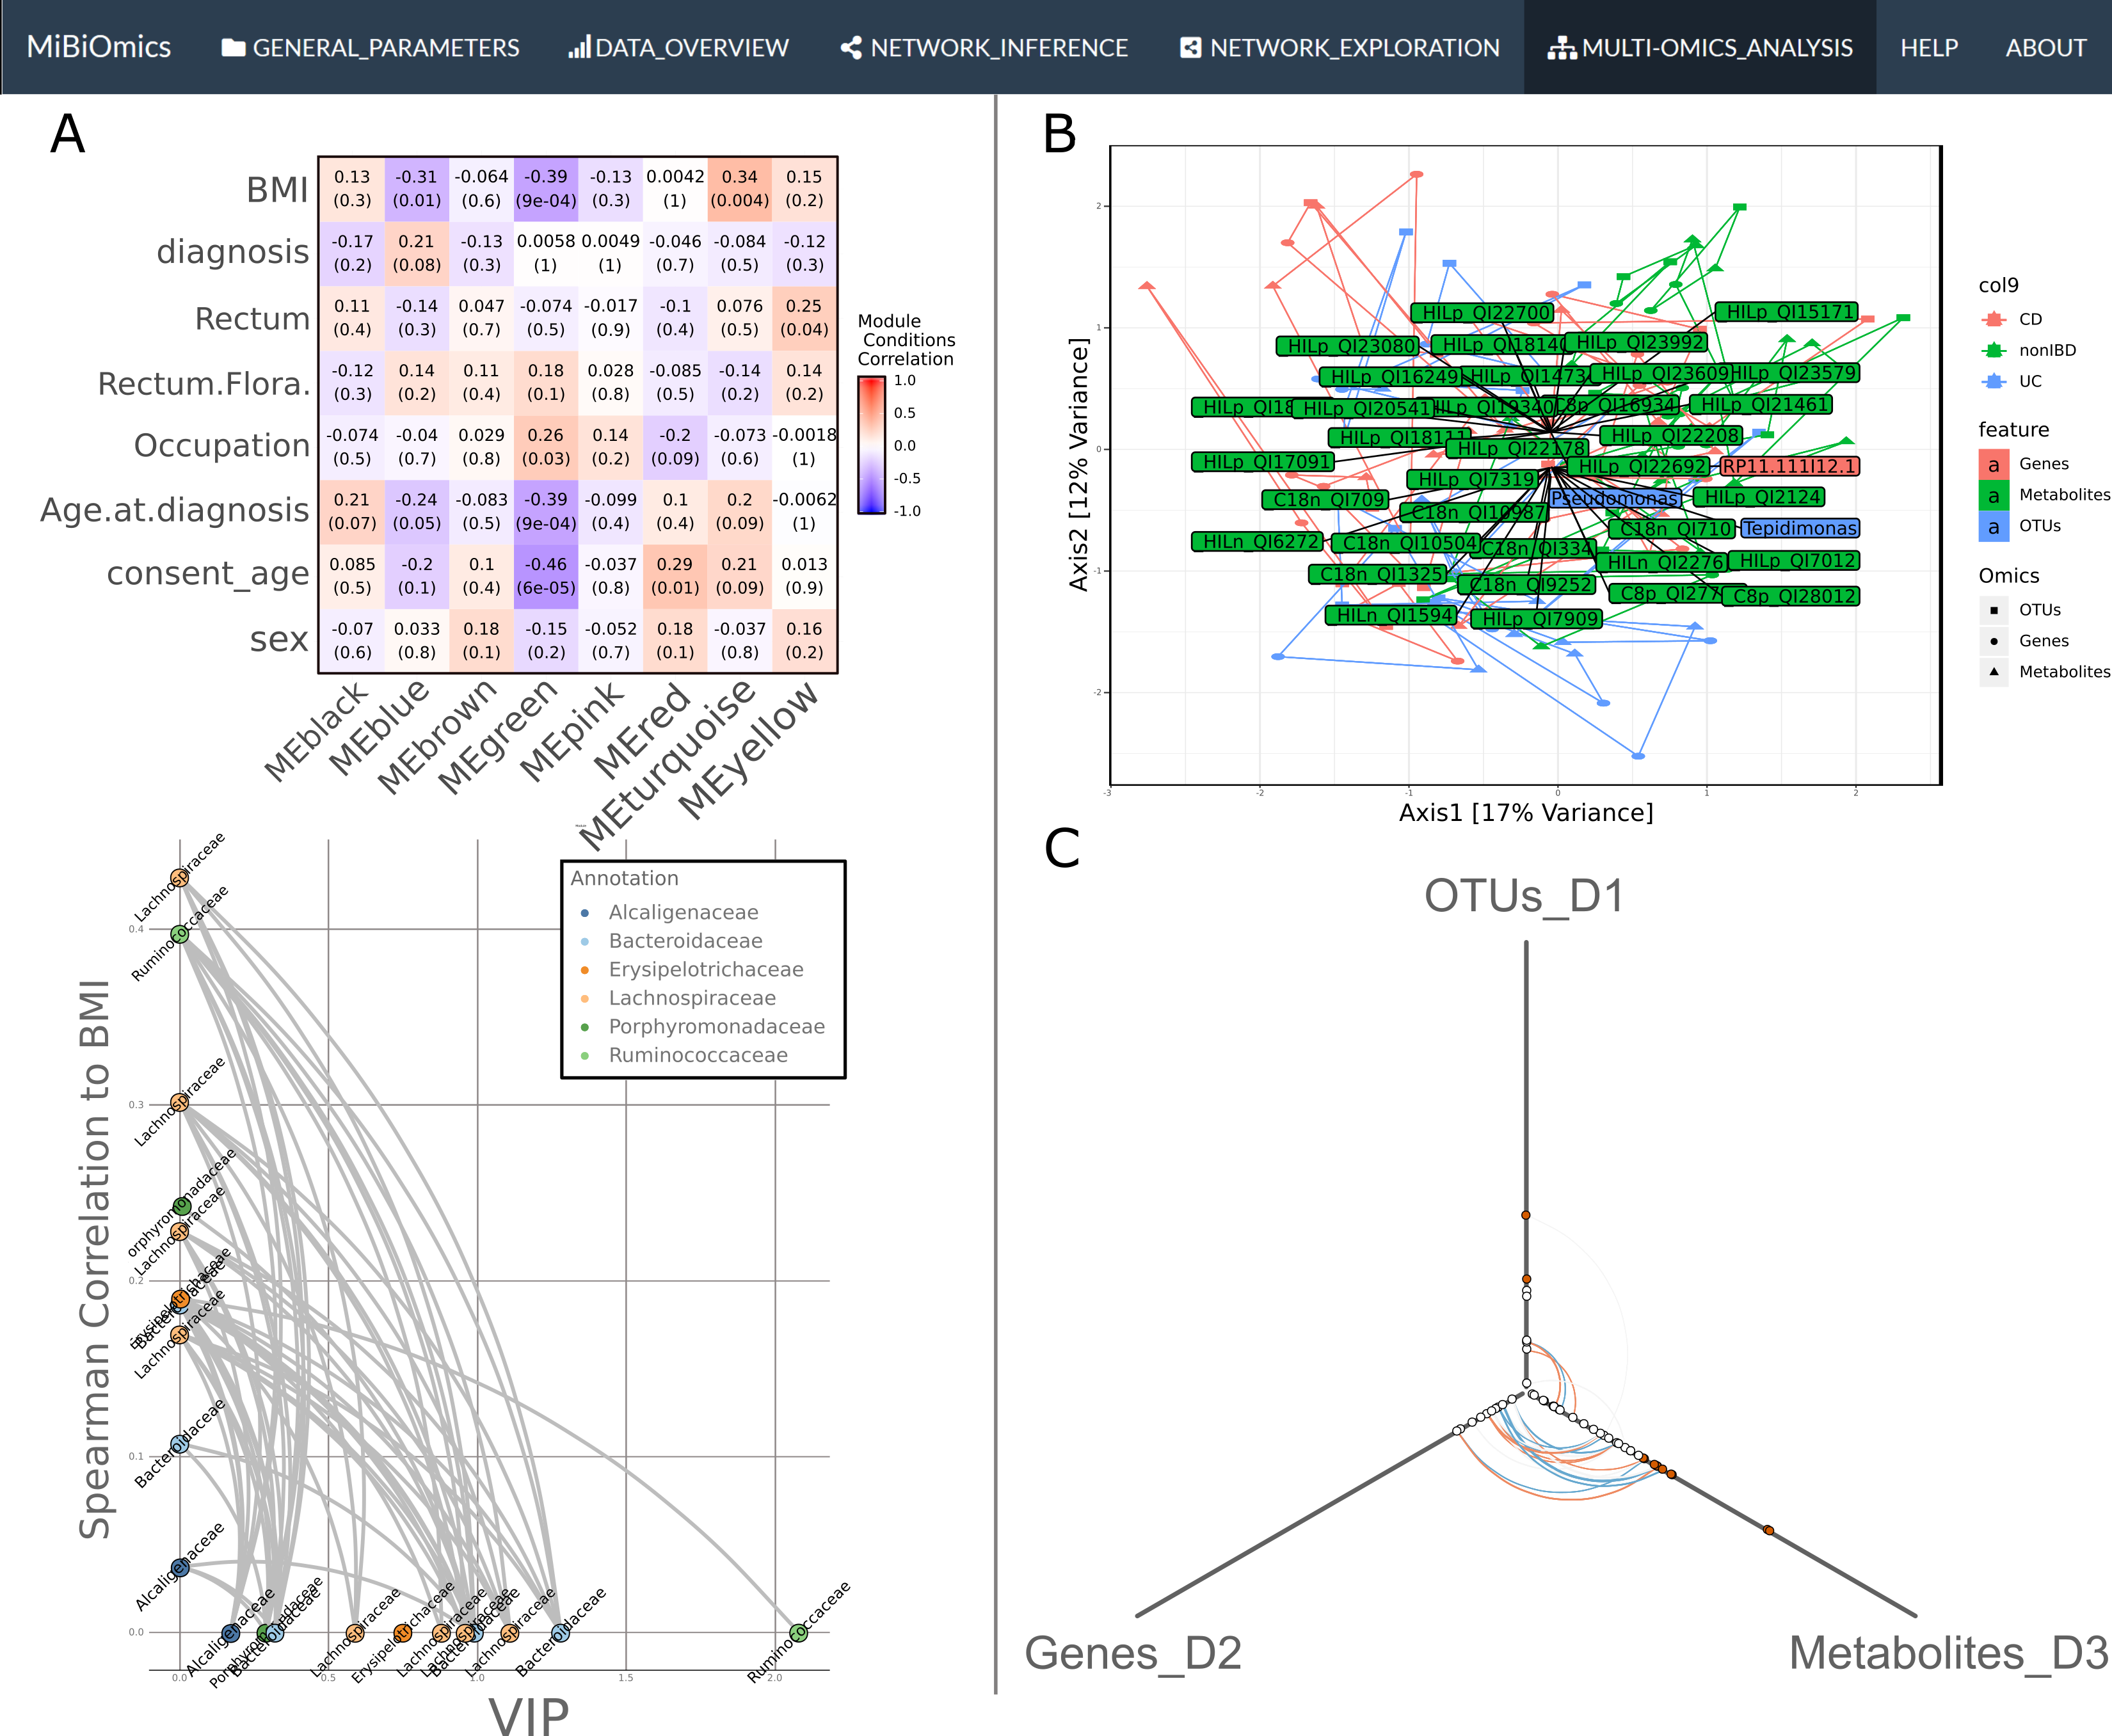 MiBiOmics GENERAL_PARAMETERS DATA_OVERVIEW NETWORK_INFERENCE NETWORK_EXPLORATION MULTI-OMICS_ANALYSIS HELP ABOUT
A
BMI 0.13 -0.31 -0.064 -0.39 -0.13 0.0042 0.34 0.15
(0.3) (0.01) (0.6) (9e-04) (0.3) (1) (0.004) (0.2)
diagnosis -0.17 0.21 -0.13 0.0058 0.0049 -0.046 -0.084 -0.12
(0.2) (0.08) (0.3) (1) (1) (0.7) (0.5) (0.3)
Rectum 0.11 -0.14 0.047 -0.074 -0.017 -0.1 0.076 0.25
(0.4) (0.3) (0.7) (0.5) (0.9) (0.4) (0.5) (0.04)
Rectum.Flora. -0.12 0.14 0.11 0.18 0.028 -0.085 -0.14 0.14
(0.3) (0.2) (0.4) (0.1) (0.8) (0.5) (0.2) (0.2)
Occupation -0.074 -0.04 0.029 0.26 0.14 -0.2 -0.073 -0.0018
(0.5) (0.7) (0.8) (0.03) (0.2) (0.09) (0.6) (1)
Age.at.diagnosis 0.21 -0.24 -0.083 -0.39 -0.099 0.1 0.2 -0.0062
(0.07) (0.05) (0.5) (9e-04) (0.4) (0.4) (0.09) (1)
consent_age 0.085 -0.2 0.1 -0.46 -0.037 0.29 0.21 0.013
(0.5) (0.1) (0.4) (6e-05) (0.8) (0.01) (0.09) (0.9)
sex -0.07 0.033 0.18 -0.15 -0.052 0.18 -0.037 0.16
(0.6) (0.8) (0.1) (0.2) (0.7) (0.1) (0.8) (0.2)
MEblack MEblue MEbrown MEgreen MEpink MEred MEturquoise MEyellow
Module
Conditions
Correlation
1.0
0.5
0.0
-0.5
-1.0
Spearman Correlation to BMI
0.4
0.3
0.2
0.1
0.0
Lachnospiraceae
Ruminococcaceae
Lachnospiraceae
orphyromonadaceae
Lachnospiraceae
Erysipelotrichaceae
Lachnospiraceae
Bacteroidaceae
Alcaligenaceae
Annotation
Alcaligenaceae
Bacteroidaceae
Erysipelotrichaceae
Lachnospiraceae
Porphyromonadaceae
Ruminococcaceae
Alcaligenaceae
Bacteroidaceae
Lachnospiraceae
Erysipelotrichaceae
Lachnospiraceae
Lachnospiraceae
Bacteroidaceae
Lachnospiraceae
Bacteroidaceae
Ruminococcaceae
0.0 0.5 1.0 1.5 2.0
VIP
B
Axis2 [12% Variance]
2
1
0
-1
-2
HILp_QI22700 HILp_QI15171
HILp_QI23080 HILp_QI1814 HILp_QI23992
HILp_QI16249 HILp_QI1473 HILp_QI23609 HILp_QI23579
HILp_QI18 HILp_QI20541 HILp_QI19340 C8p_QI16934 HILp_QI21461
HILp_QI1811 HILp_QI22208
HILp_QI22178
HILp_QI17091 HILp_QI22692 RP11.111I12.1
HILp_QI7319
C18n_QI709 Pseudomonas HILp_QI2124
C18n_QI10987
C18n_QI710 Tepidimonas
HILn_QI6272 C18n_QI10504 C18n_QI334
HILn_QI2276 HILp_QI7012
C18n_QI1325 C18n_QI9252
C8p_QI277 C8p_QI28012
HILn_QI1594 HILp_QI7909
-3 -2 -1 0 1 2
Axis1 [17% Variance]
col9
CD
nonIBD
UC
feature
a Genes
a Metabolites
a OTUs
Omics
OTUs
Genes
Metabolites
C
OTUs_D1
Genes_D2
Metabolites_D3